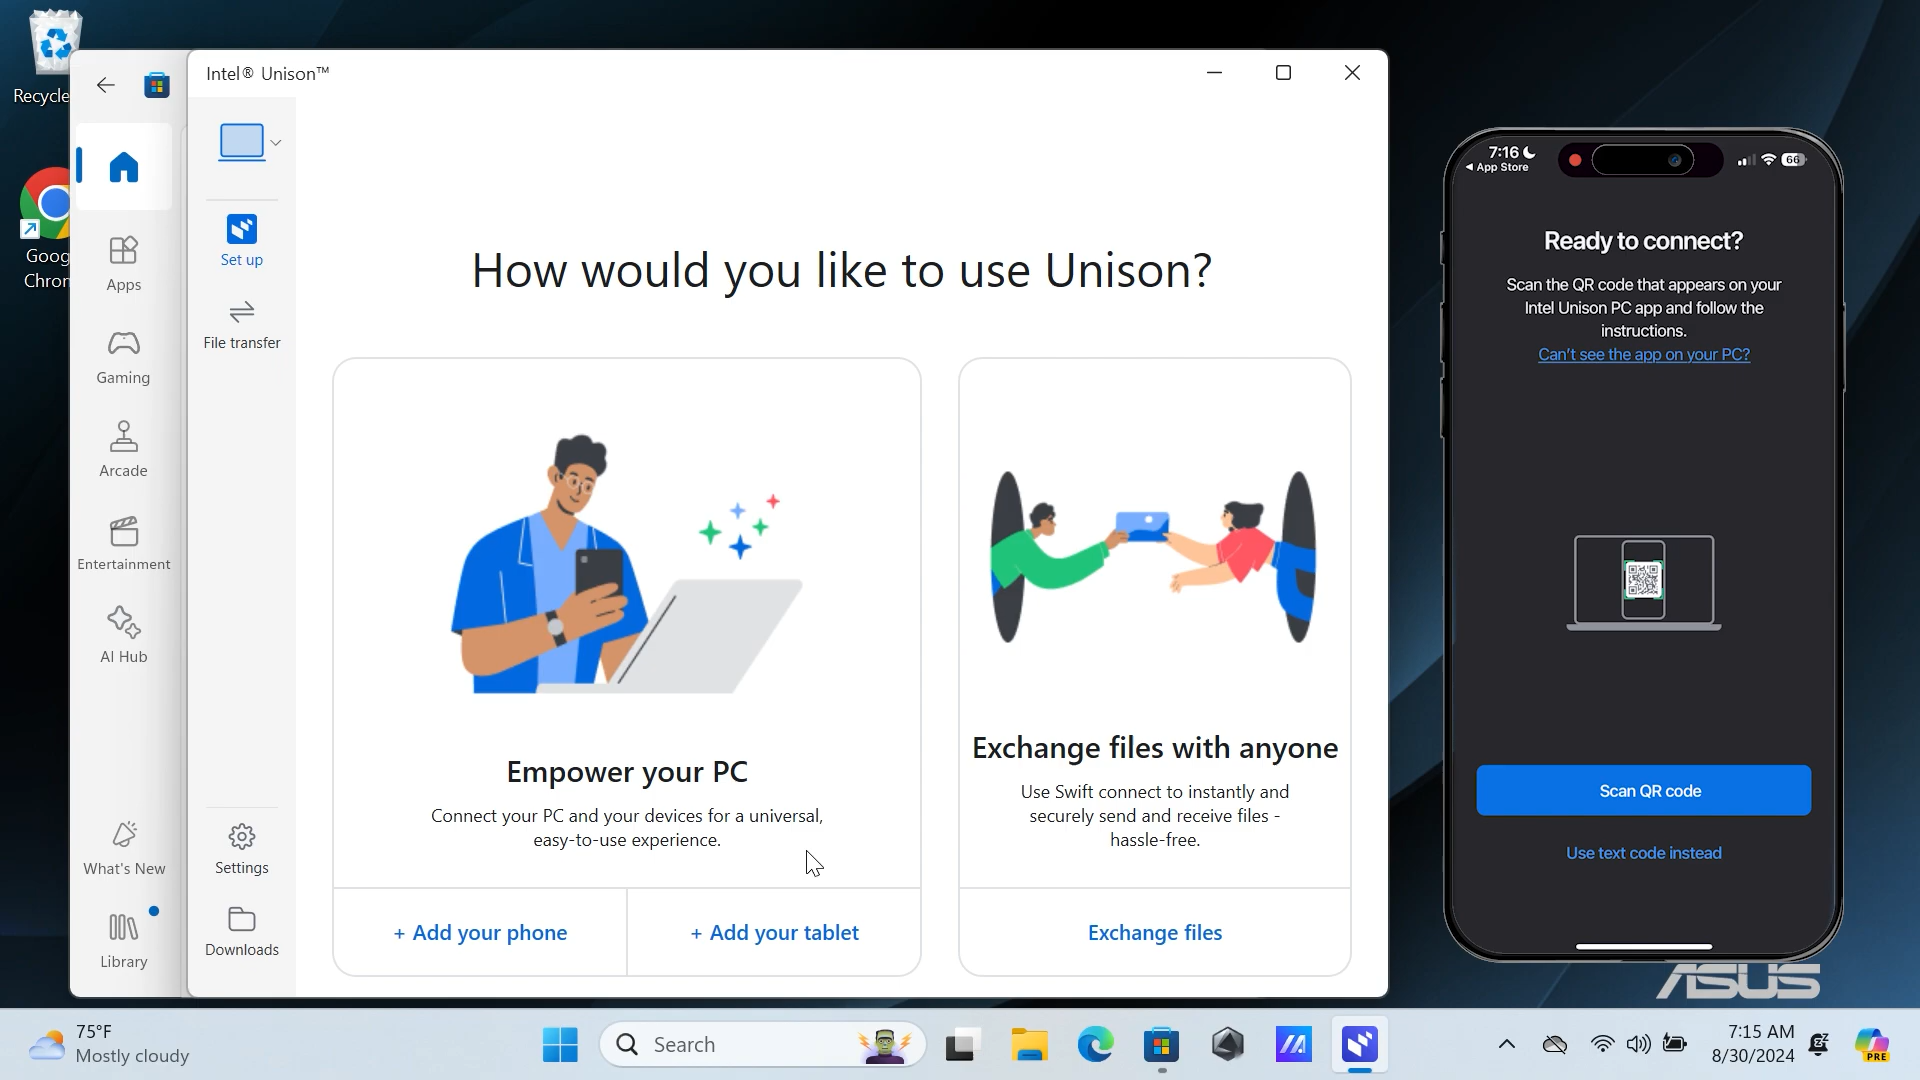 Recycle
Goog
Chron
Apps
Gaming
Arcade
Entertainment
AI Hub
What's New
Library
Intel® Unison™
Set up
File transfer
Settings
Downloads
How would you like to use Unison?
Empower your PC
Connect your PC and your devices for a universal,
easy-to-use experience.
+ Add your phone
+ Add your tablet
Exchange files with anyone
Use Swift connect to instantly and
securely send and receive files -
hassle-free.
Exchange files
7:16
App Store
66
Ready to connect?
Scan the QR code that appears on your
Intel Unison PC app and follow the
instructions.
Can't see the app on your PC?
Scan QR code
Use text code instead
ASUS
75°F
Mostly cloudy
Search
7:15 AM
8/30/2024
PRE